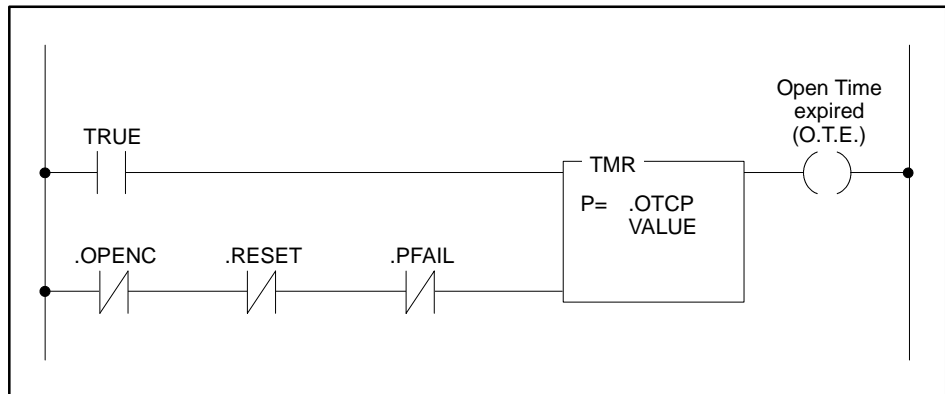 Open Time
expired
(O.T.E.)
TRUE
TMR
P= .OTCP
VALUE
.OPENC .RESET .PFAIL